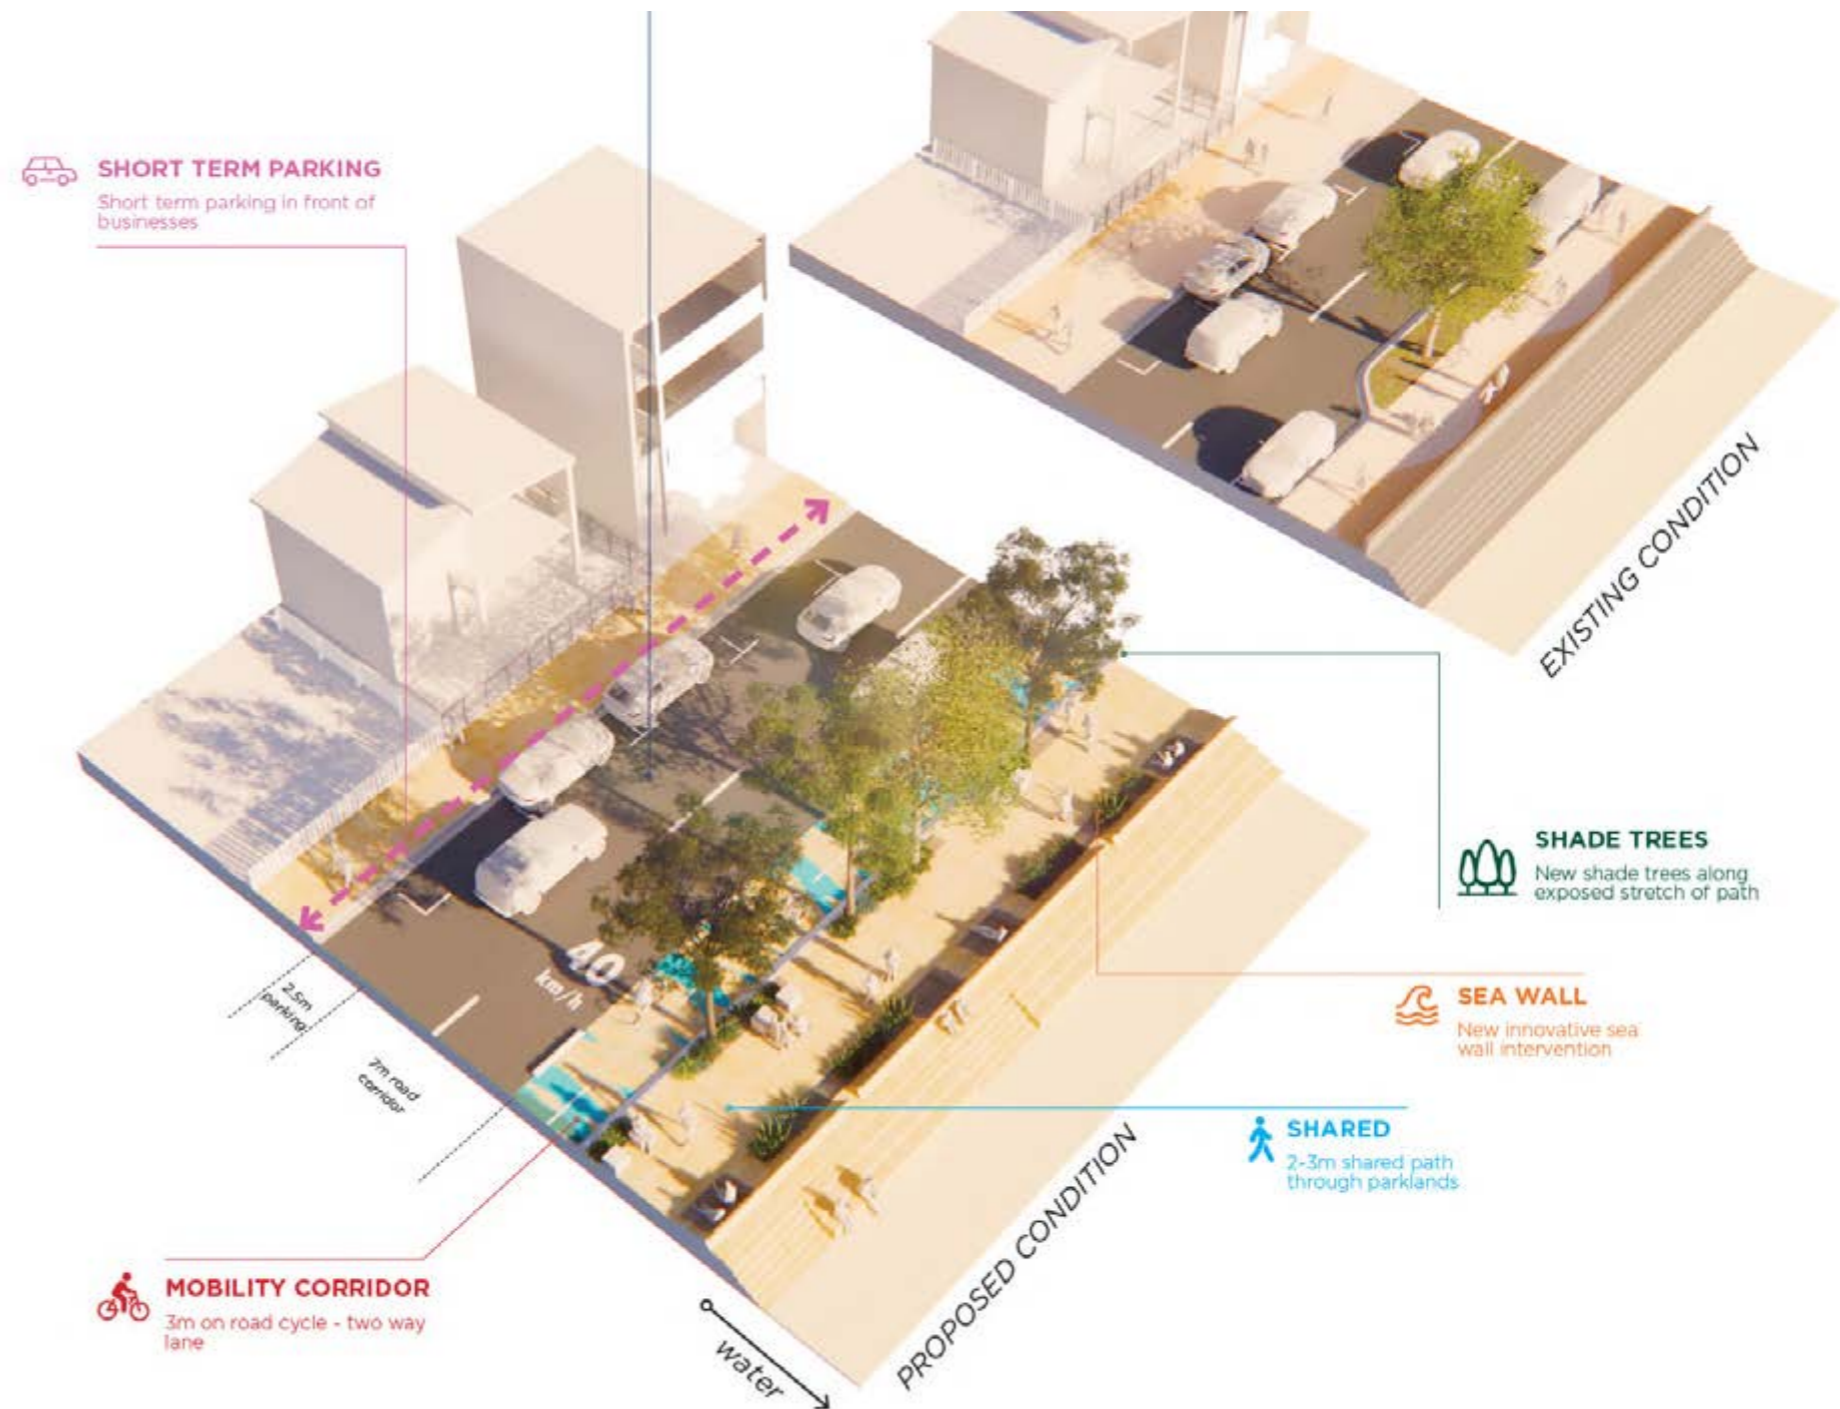 SHORT TERM PARKING
Short term parking in front of
businesses
EXISTING CONDITION
SHADE TREES
New shade trees along
exposed stretch of path
40
km/h
2.5m
parking
7m road
corridor
SEA WALL
New innovative sea
wall intervention
SHARED
2-3m shared path
through parklands
MOBILITY CORRIDOR
3m on road cycle - two way
lane
water
PROPOSED CONDITION